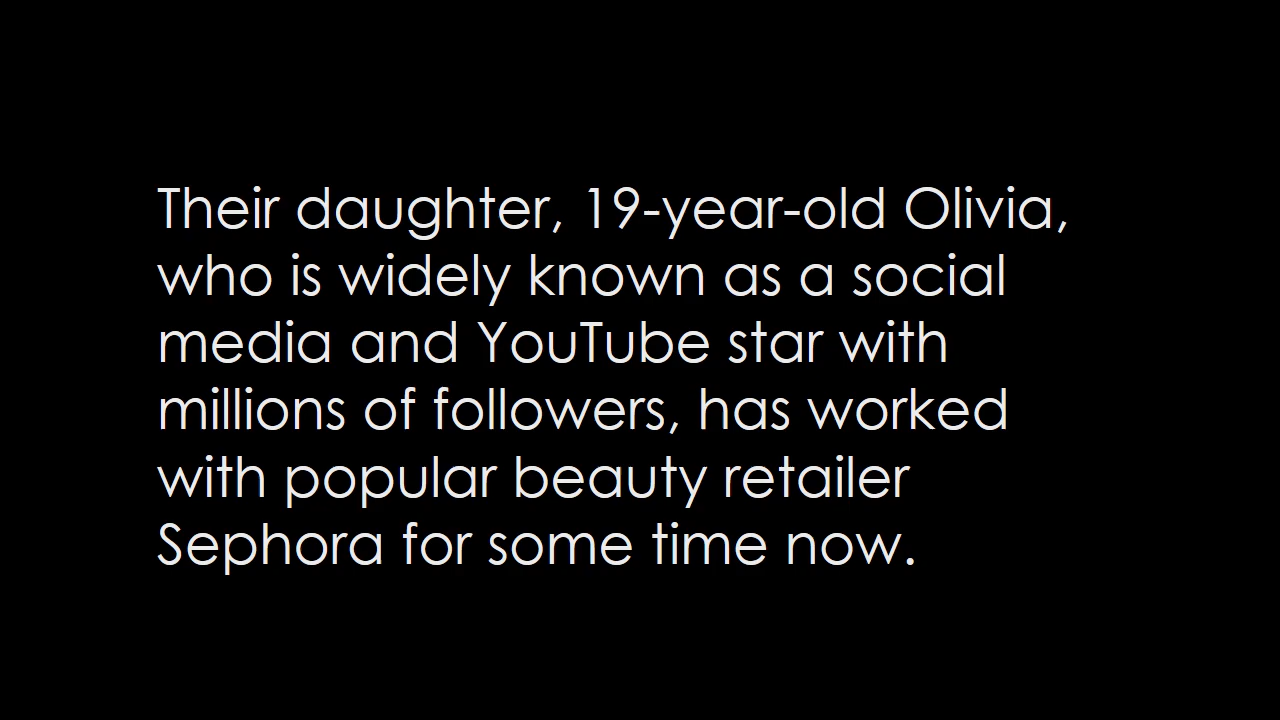 Their daughter, 19-year-old Olivia,
who is widely known as a social
media and YouTube star with
millions of followers, has worked
with popular beauty retailer
Sephora for some time now.